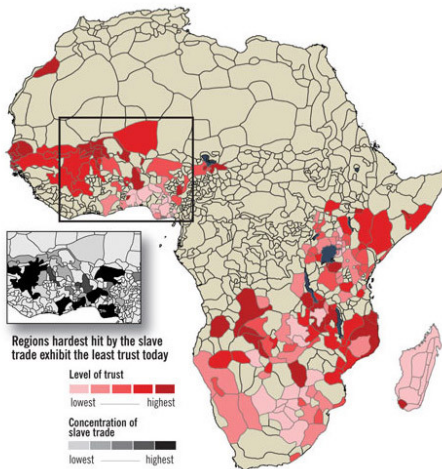 Regions hardest hit by the slave
trade exhibit the least trust today
Level of trust
lowest highest
Concentration of
slave trade
lowest highest